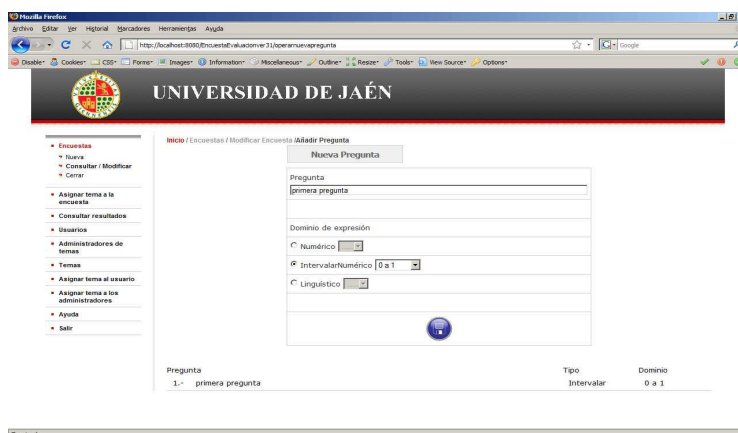 Mozilla Firefox
Archivo Editar Ver Historial Marcadores Herramientas Ayuda
http://localhost:8080/EncuestaEvaluacionver31/operarnuevapregunta
Google
Disable Cookies CSS Forms Images Information Miscellaneous Outline Resize Tools View Source Options
UNIVERSIDAD DE JAÉN
Inicio / Encuestas / Modificar Encuesta /Añadir Pregunta
Encuestas
Nueva
Consultar / Modificar
Cerrar
Asignar tema a la
encuesta
Consultar resultados
Usuarios
Administradores de
temas
Temas
Asignar tema al usuario
Asignar tema a los
administradores
Ayuda
Salir
Nueva Pregunta
Pregunta
primera pregunta
Dominio de expresión
Numérico
IntervalarNumérico 0 a 1
Linguístico
Pregunta Tipo Dominio
1.- primera pregunta Intervalar 0 a 1